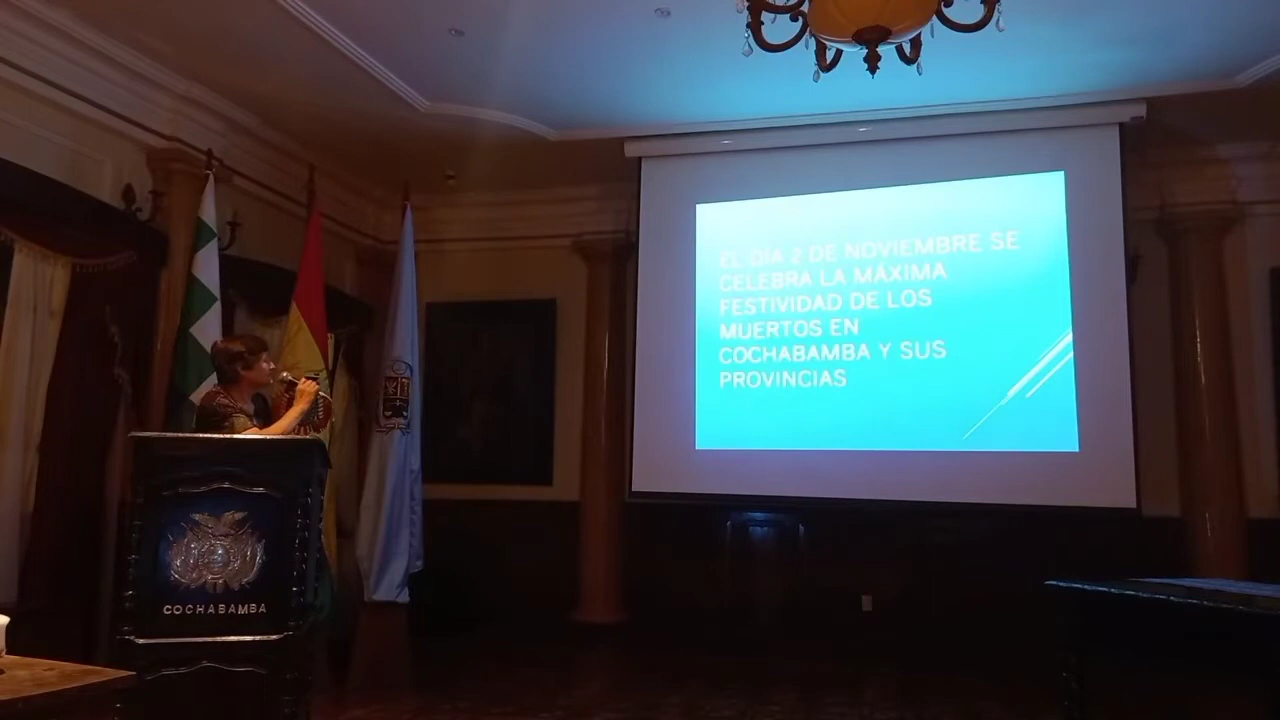 EL DÍA 2 DE NOVIEMBRE SE
CELEBRA LA MÁXIMA
FESTIVIDAD DE LOS
MUERTOS EN
COCHABAMBA Y SUS
PROVINCIAS
COCHABAMBA